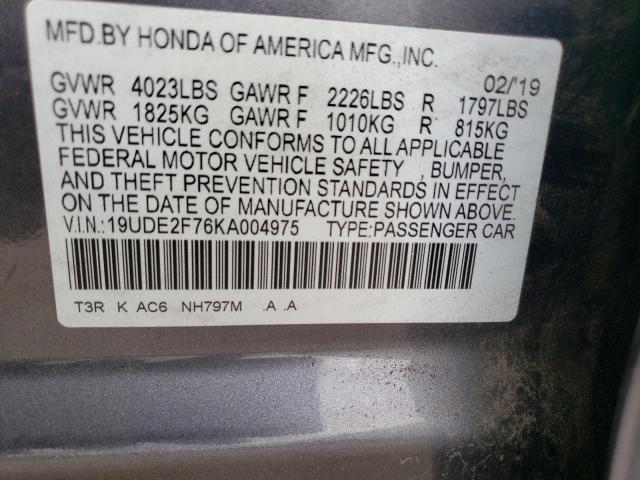 MFD.BY HONDA OF AMERICA MFG.,INC.
02/'19
GVWR 4023LBS GAWR F 2226LBS R 1797LBS
GVWR 1825KG GAWR F 1010KG R 815KG
THIS VEHICLE CONFORMS TO ALL APPLICABLE
FEDERAL MOTOR VEHICLE SAFETY , BUMPER,
AND THEFT PREVENTION STANDARDS IN EFFECT
ON THE DATE OF MANUFACTURE SHOWN ABOVE.
V.I.N.:19UDE2F76KA004975 TYPE:PASSENGER CAR
T3R K AC6 NH797M .A .A